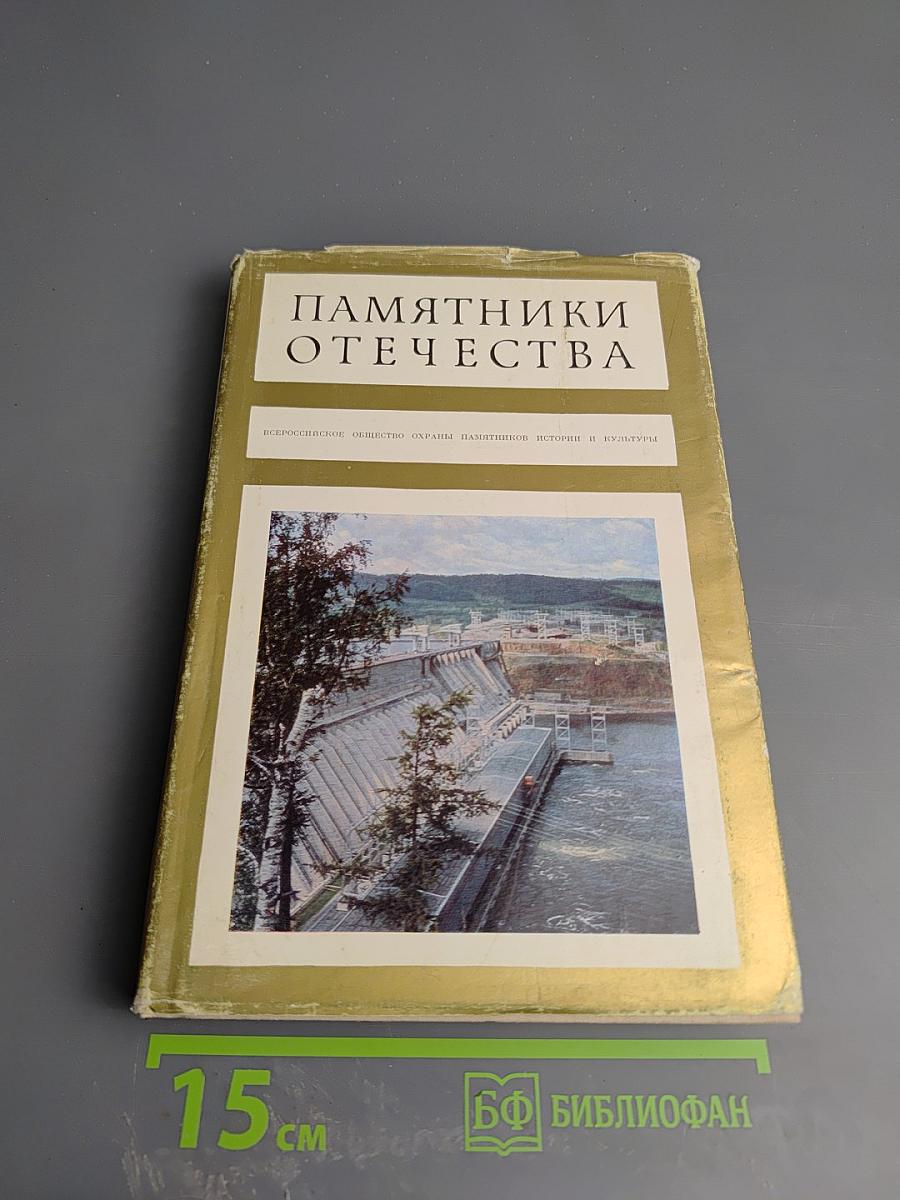 ПАМЯТНИКИ
ОТЕЧЕСТВА
ВСЕРОССИЙСКОЕ ОБЩЕСТВО ОХРАНЫ ПАМЯТНИКОВ ИСТОРИИ И КУЛЬТУРЫ
15 см
БФ БИБЛИОФАН